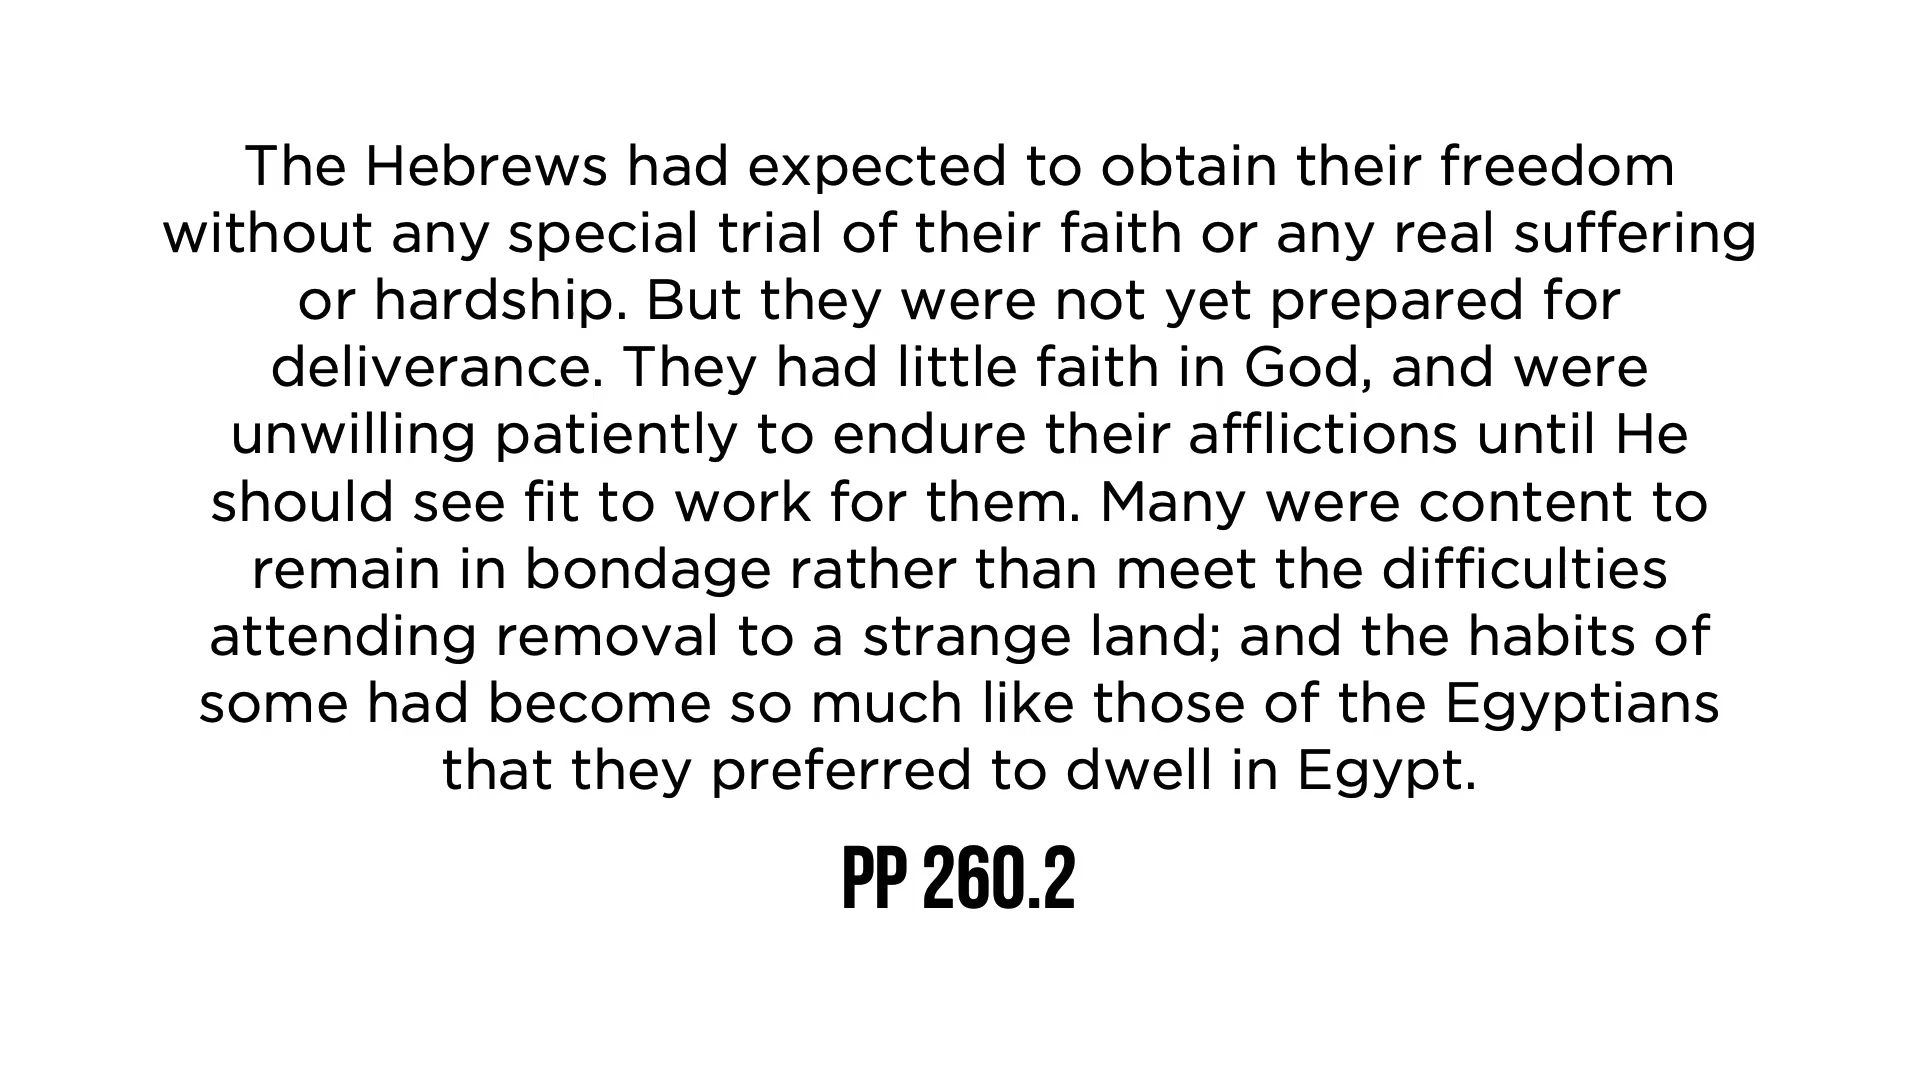 The Hebrews had expected to obtain their freedom
without any special trial of their faith or any real suffering
or hardship. But they were not yet prepared for
deliverance. They had little faith in God, and were
unwilling patiently to endure their afflictions until He
should see fit to work for them. Many were content to
remain in bondage rather than meet the difficulties
attending removal to a strange land; and the habits of
some had become so much like those of the Egyptians
that they preferred to dwell in Egypt.
PP 260.2